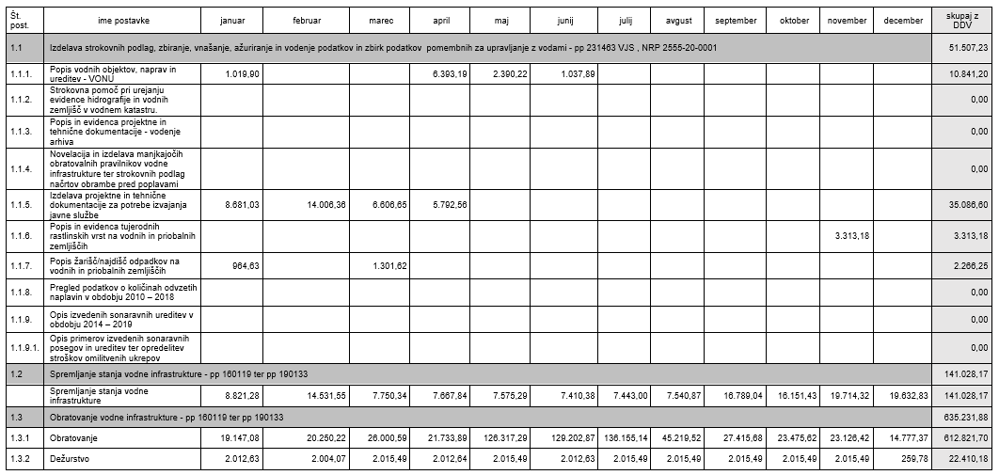 Št. post. ime postavke januar februar marec april maj junij julij avgust september oktober november december skupaj z DDV
1.1 Izdelava strokovnih podlag, zbiranje, vnašanje, ažuriranje in vodenje podatkov in zbirk podatkov pomembnih za upravljanje z vodami - pp 231463 VJS , NRP 2555-20-0001 51.507,23
1.1.1. Popis vodnih objektov, naprav in
ureditev - VONU 1.019,90 6.393,19 2.390,22 1.037,89 10.841,20
1.1.2. Strokovna pomoč pri urejanju
evidence hidrografije in vodnih
zemljišč v vodnem katastru. 0,00
1.1.3. Popis in evidenca projektne in
tehnične dokumentacije - vodenje
arhiva 0,00
1.1.4. Novelacija in izdelava manjkajočih
obratovalnih pravilnikov vodne
infrastrukture ter strokovnih podlag
načrtov obrambe pred poplavami 0,00
1.1.5. Izdelava projektne in tehnične
dokumentacije za potrebe izvajanja
javne službe 8.681,03 14.006,36 6.606,65 5.792,56 35.086,60
1.1.6. Popis in evidenca tujerodnih
rastlinskih vrst na vodnih in priobalnih
zemljiščih 3.313,18 3.313,18
1.1.7. Popis žarišč/najdišč odpadkov na
vodnih in priobalnih zemljiščih 964,63 1.301,62 2.266,25
1.1.8. Pregled podatkov o količinah odvzetih
naplavin v obdobju 2010 – 2018 0,00
1.1.9. Opis izvedenih sonaravnih ureditev v
obdobju 2014 – 2019 0,00
1.1.9.1. Opis primerov izvedenih sonaravnih
posegov in ureditev ter opredelitev
stroškov omilitvenih ukrepov 0,00
1.2 Spremljanje stanja vodne infrastrukture - pp 160119 ter pp 190133 141.028,17
Spremljanje stanja vodne
infrastrukture 8.821,28 14.531,55 7.750,34 7.667,84 7.575,29 7.410,38 7.443,00 7.540,87 16.789,04 16.151,43 19.714,32 19.632,83 141.028,17
1.3 Obratovanje vodne infrastrukture - pp 160119 ter pp 190133 635.231,88
1.3.1 Obratovanje 19.147,08 20.250,22 26.000,59 21.733,89 126.317,29 129.202,87 136.155,14 45.219,52 27.415,68 23.475,62 23.126,42 14.777,37 612.821,70
1.3.2 Dežurstvo 2.012,63 2.004,07 2.015,49 2.012,64 2.015,49 2.012,63 2.015,49 2.015,49 2.015,49 2.015,49 2.015,49 259,78 22.410,18